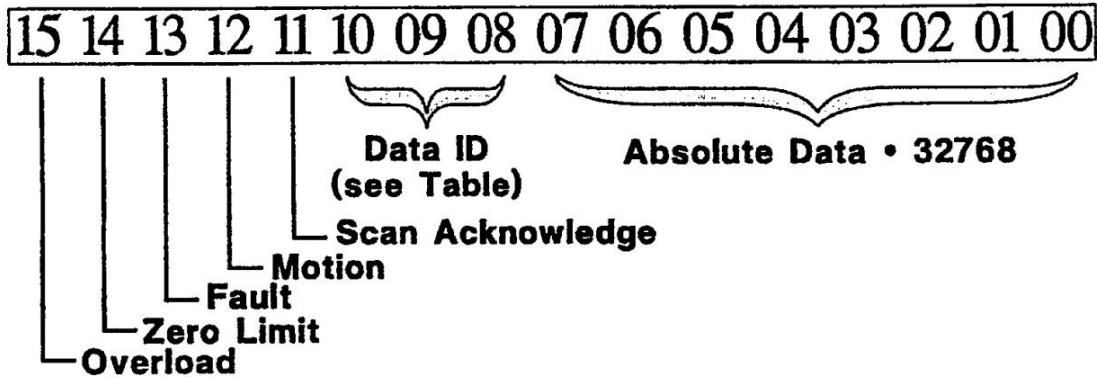 15 14 13 12 11 10 09 08 07 06 05 04 03 02 01 00
Data ID
(see Table)
Absolute Data • 32768
Scan Acknowledge
Motion
Fault
Zero Limit
Overload